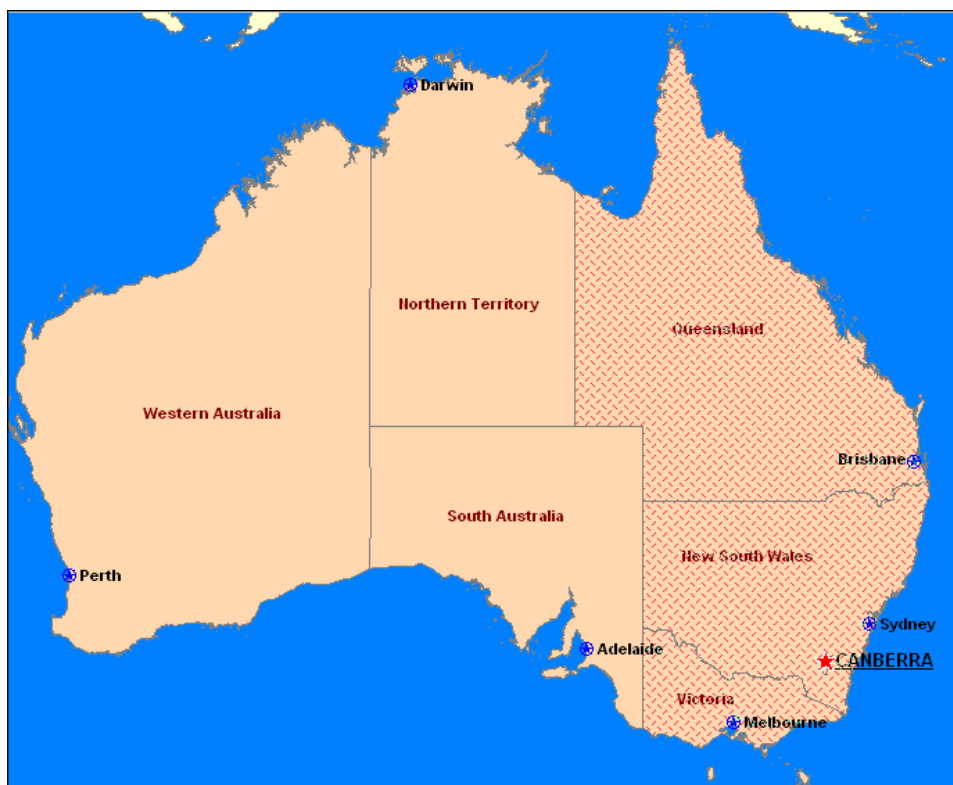 Darwin
Northern Territory
Queensland
Western Australia
Brisbane
South Australia
New South Wales
Perth
Sydney
Adelaide
CANBERRA
Victoria
Melbourne